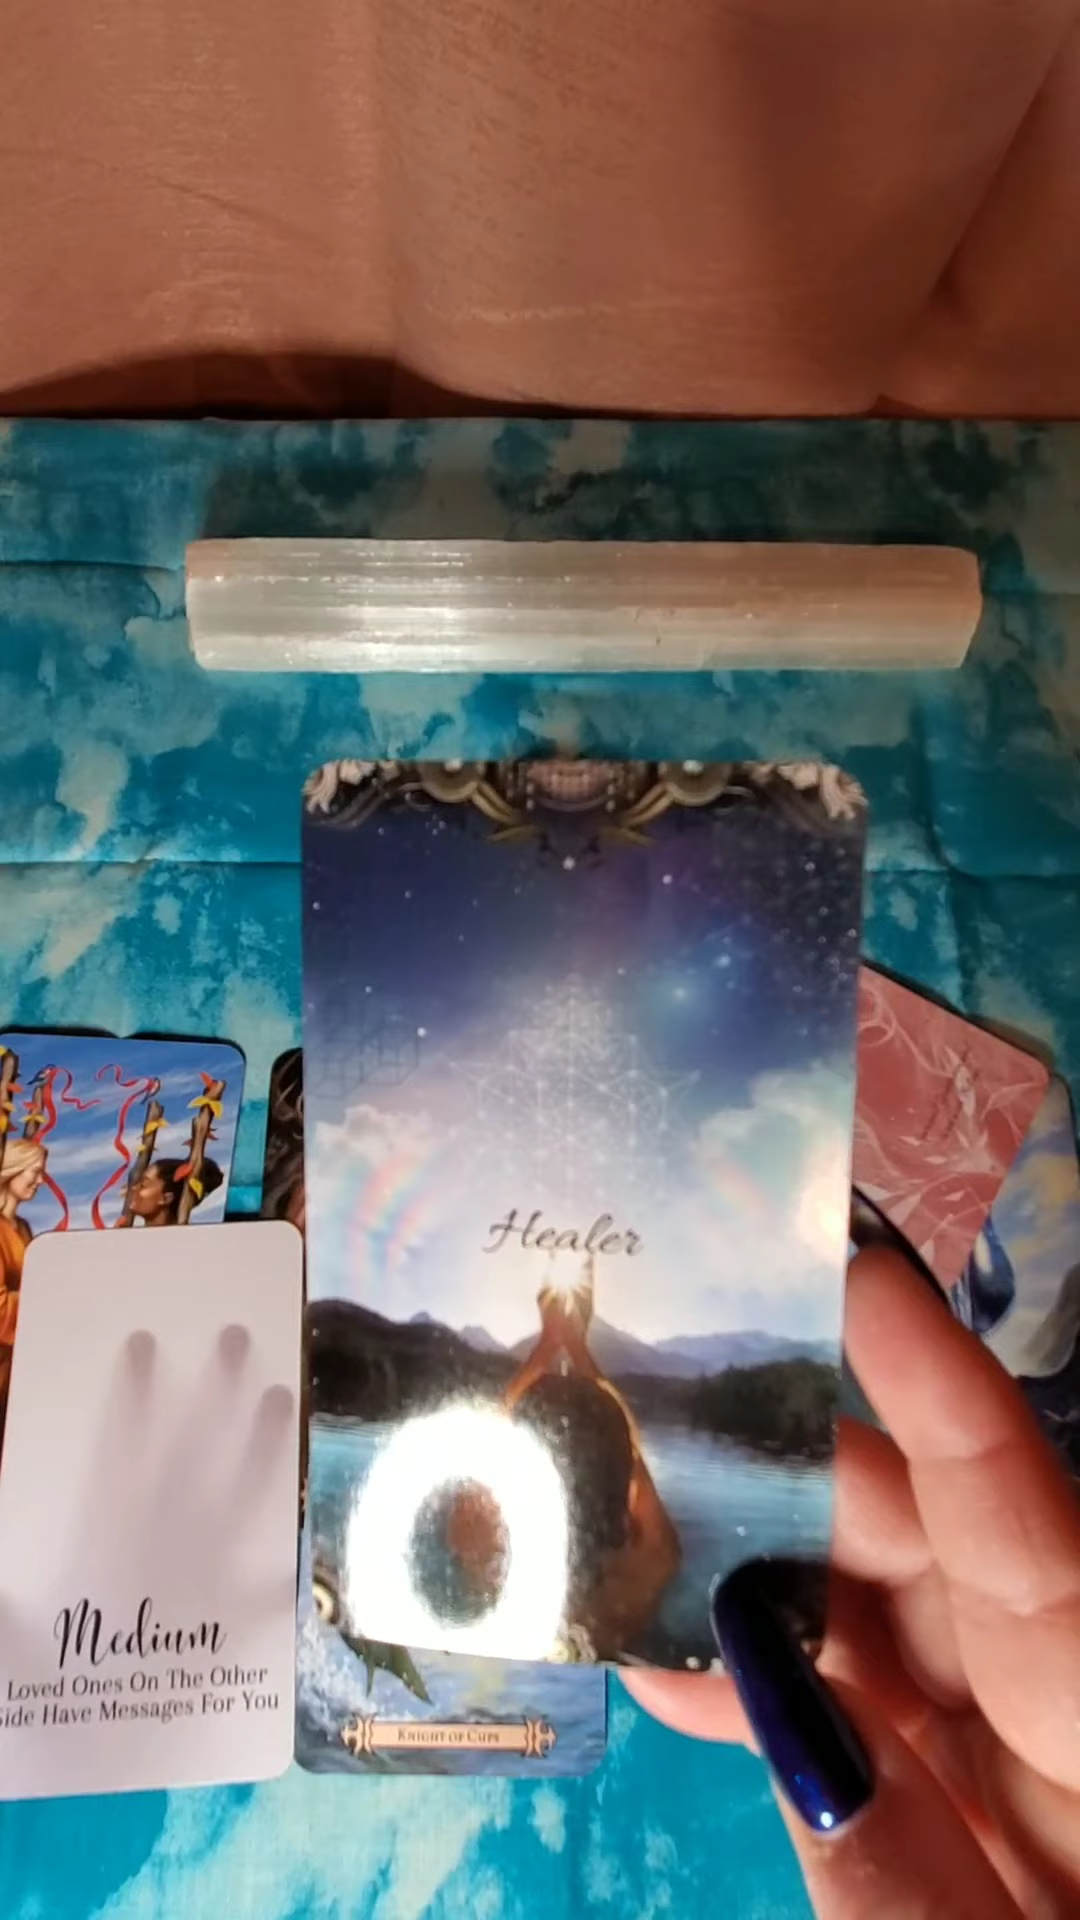 Healer
Medium
Loved Ones On The Other
Side Have Messages For You
Knight of Cups